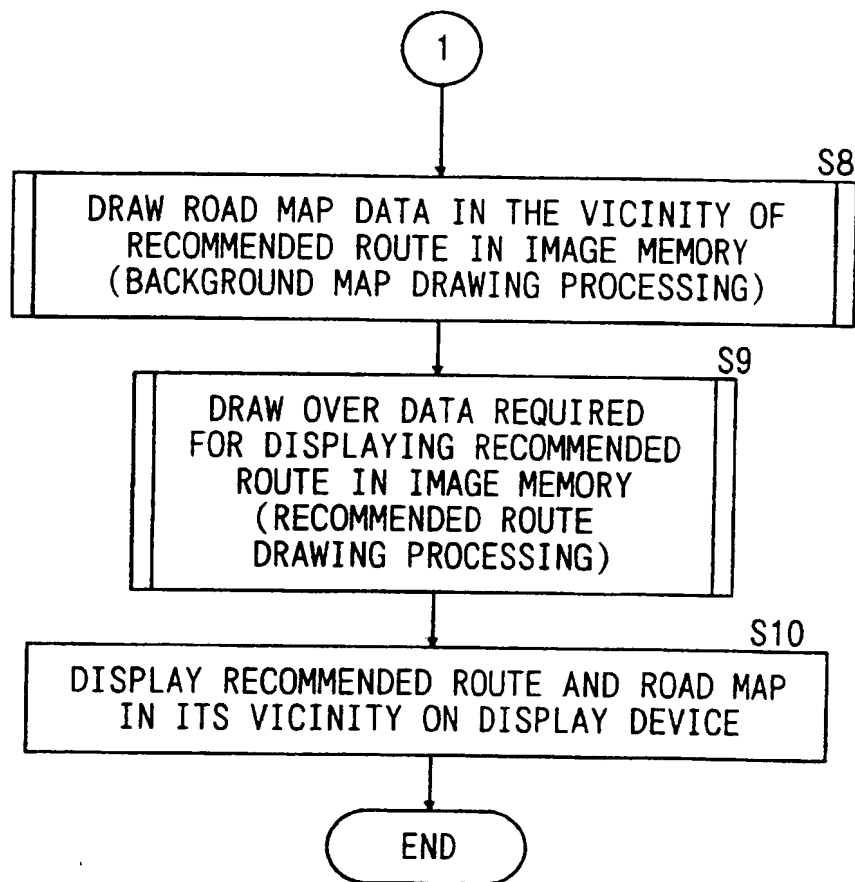 1
S8
DRAW ROAD MAP DATA IN THE VICINITY OF
RECOMMENDED ROUTE IN IMAGE MEMORY
(BACKGROUND MAP DRAWING PROCESSING)
S9
DRAW OVER DATA REQUIRED
FOR DISPLAYING RECOMMENDED
ROUTE IN IMAGE MEMORY
(RECOMMENDED ROUTE
DRAWING PROCESSING)
S10
DISPLAY RECOMMENDED ROUTE AND ROAD MAP
IN ITS VICINITY ON DISPLAY DEVICE
END